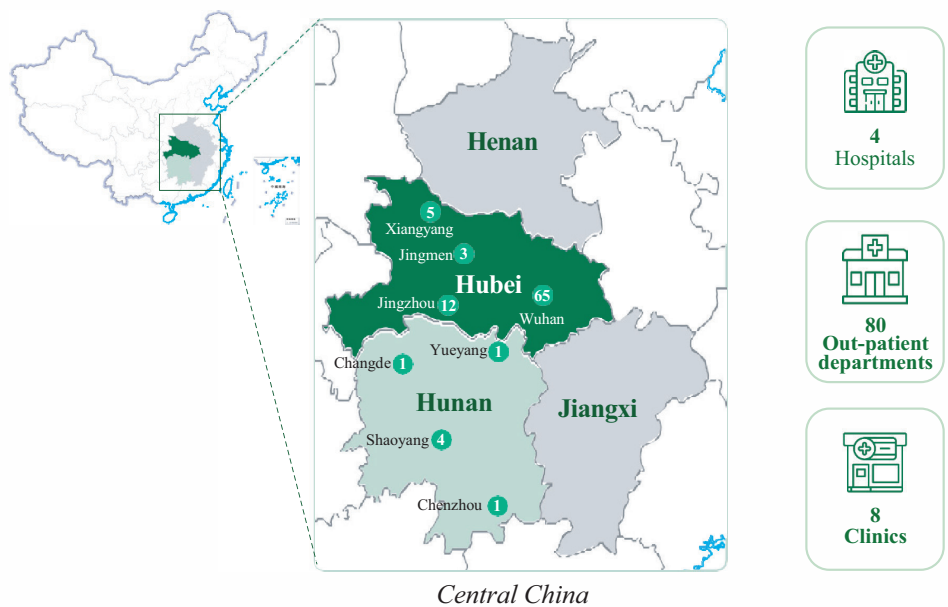 Henan
5
Xiangyang
Jingmen 3
Hubei
65
Jingzhou 12
Wuhan
Yueyang 1
Changde 1
Hunan
Jiangxi
Shaoyang 4
Chenzhou 1
Central China
4
Hospitals
80
Out-patient
departments
8
Clinics